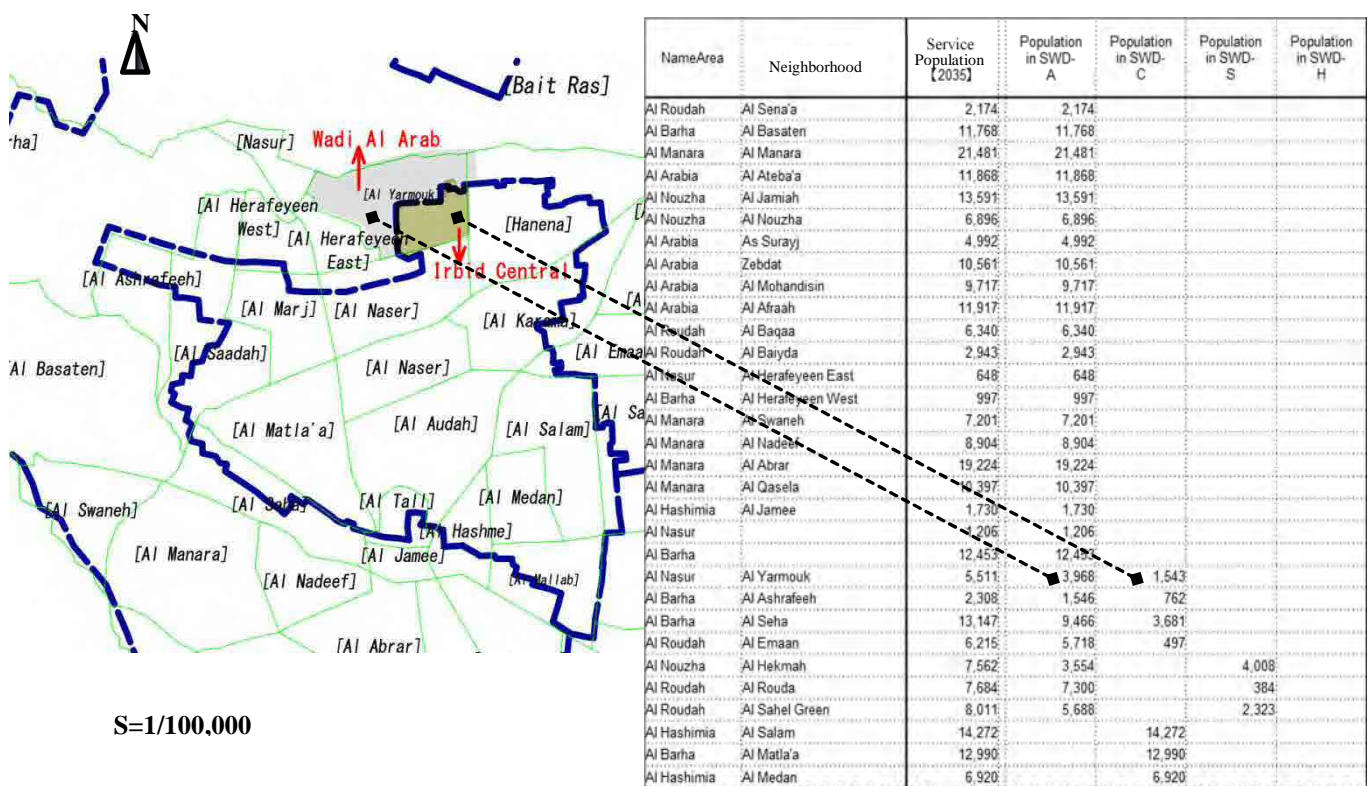 N
[Bait Ras]
rha]
[Nasur]
Wadi Al Arab
[Al Yarmouk]
[Al Herafeyeen
West]
[Hanena]
[Al Herafeyeen
East]
Irbid Central
[Al Ashrafeeh]
[Al Marj]
[Al Naser]
[Al Karama]
[Al Saadah]
[Al Emaa
Al Basaten]
[Al Naser]
[Al Matla'a]
[Al Audah]
[Al Salam]
[Al Sa
[Al Tall]
[Al Medan]
[Al Saha]
[Al Swaneh]
[Al Hashme]
[Al Manara]
[Al Jamee]
[Al Nadeef]
[Al Mallab]
[Al Abrar]
S=1/100,000
NameArea Neighborhood Service Population 【2035】 Population in SWD-A Population in SWD-C Population in SWD-S Population in SWD-H
Al Roudah Al Sena'a 2,174 2,174
Al Barha Al Basaten 11,768 11,768
Al Manara Al Manara 21,481 21,481
Al Arabia Al Ateba'a 11,868 11,868
Al Nouzha Al Jamiah 13,591 13,591
Al Nouzha Al Nouzha 6,896 6,896
Al Arabia As Surayj 4,992 4,992
Al Arabia Zebdat 10,561 10,561
Al Arabia Al Mohandisin 9,717 9,717
Al Arabia Al Afraah 11,917 11,917
Al Roudah Al Baqaa 6,340 6,340
Al Roudah Al Baiyda 2,943 2,943
Al Nasur Al Herafeyeen East 648 648
Al Barha Al Herafeyeen West 997 997
Al Manara Al Swaneh 7,201 7,201
Al Manara Al Nadeef 8,904 8,904
Al Manara Al Abrar 19,224 19,224
Al Manara Al Qasela 10,397 10,397
Al Hashimia Al Jamee 1,730 1,730
Al Nasur 1,206 1,206
Al Barha 12,453 12,453
Al Nasur Al Yarmouk 5,511 3,968 1,543
Al Barha Al Ashrafeeh 2,308 1,546 762
Al Barha Al Seha 13,147 9,466 3,681
Al Roudah Al Emaan 6,215 5,718 497
Al Nouzha Al Hekmah 7,562 3,554 4,008
Al Roudah Al Rouda 7,684 7,300 384
Al Roudah Al Sahel Green 8,011 5,688 2,323
Al Hashimia Al Salam 14,272 14,272
Al Barha Al Matla'a 12,990 12,990
Al Hashimia Al Medan 6,920 6,920